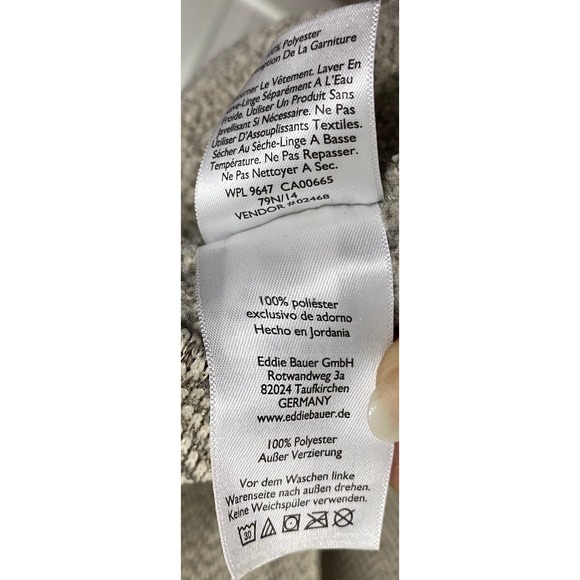 100% Polyester
De La Garniture
Le Vêtement. Laver En
Séparément A L'Eau
Froide. Utiliser Un Produit Sans
Javellisant Si Nécessaire. Ne Pas
Utiliser D'Assouplissants Textiles.
Sécher Au Sèche-Linge A Basse
Température. Ne Pas Repasser.
Ne Pas Nettoyer A Sec.
WPL 9647 CA00665
79N/14
VENDOR #02468
100% poliéster
exclusivo de adorno
Hecho en Jordania
Eddie Bauer GmbH
Rotwandweg 3a
82024 Taufkirchen
GERMANY
www.eddiebauer.de
100% Polyester
Außer Verzierung
Vor dem Waschen linke
Warenseite nach außen drehen.
Keine Weichspüler verwenden.
30